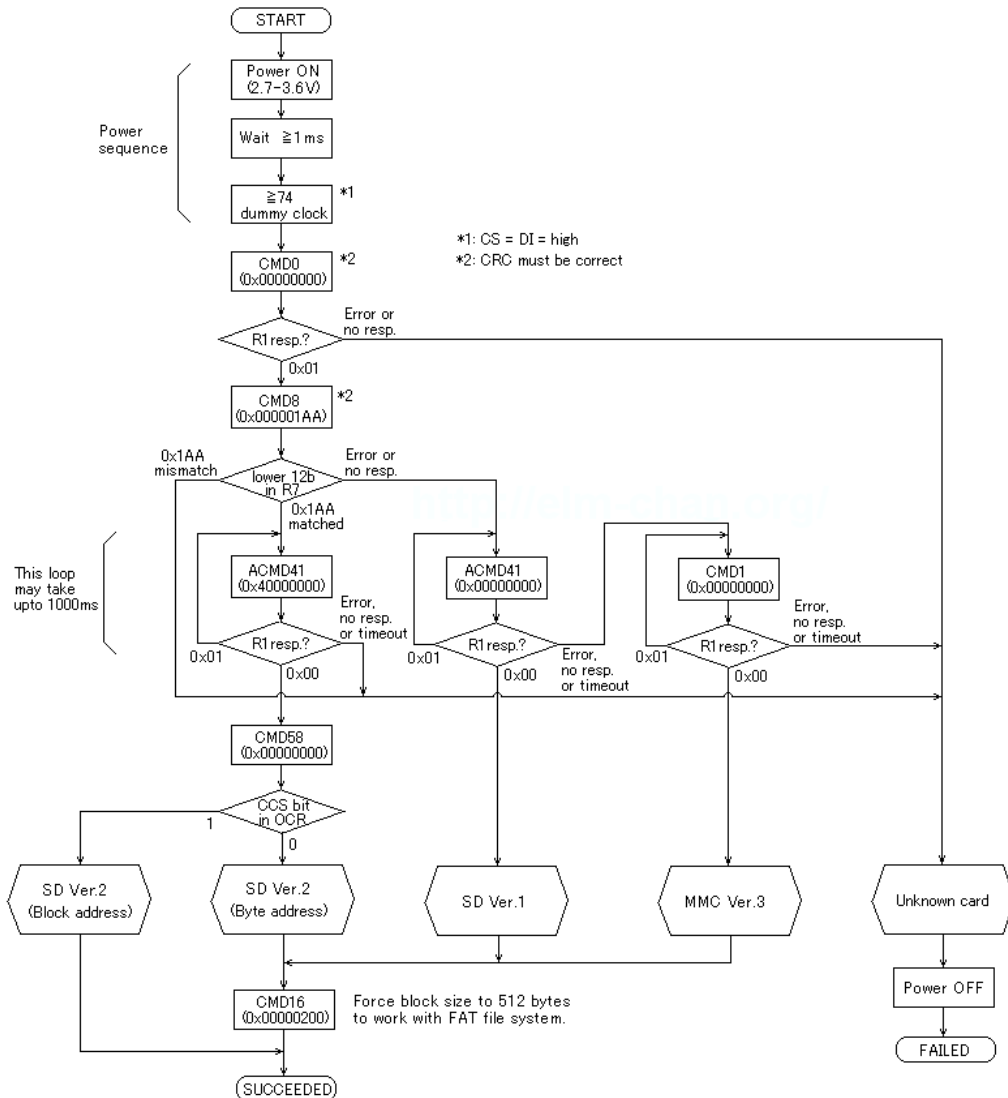 START
Power ON
(2.7-3.6V)
Power
sequence
Wait ≧1ms
≧74
dummy clock
*1
*1: CS = DI = high
*2: CRC must be correct
CMD0
(0x00000000)
*2
Error or
no resp.
R1 resp.?
0x01
CMD8
(0x000001AA)
*2
0x1AA
mismatch
Error or
no resp.
lower 12b
in R7
0x1AA
matched
This loop
may take
upto 1000ms
ACMD41
(0x40000000)
ACMD41
(0x00000000)
CMD1
(0x00000000)
Error,
no resp.
or timeout
R1 resp.?
0x01
0x00
R1 resp.?
0x01
0x00
Error,
no resp.
or timeout
Error,
no resp.
or timeout
R1 resp.?
0x01
0x00
CMD58
(0x00000000)
CCS bit
in OCR
1
0
SD Ver.2
(Block address)
SD Ver.2
(Byte address)
SD Ver.1
MMC Ver.3
Unknown card
CMD16
(0x00000200)
Force block size to 512 bytes
to work with FAT file system.
Power OFF
FAILED
SUCCEEDED